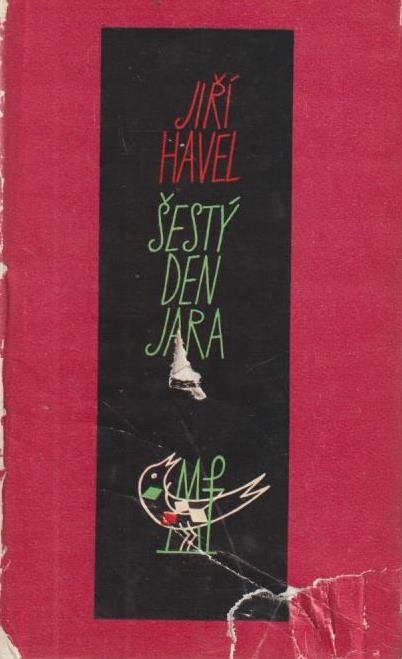 JIŘÍ
HAVEL
ŠESTÝ
DEN
JARA
Mf